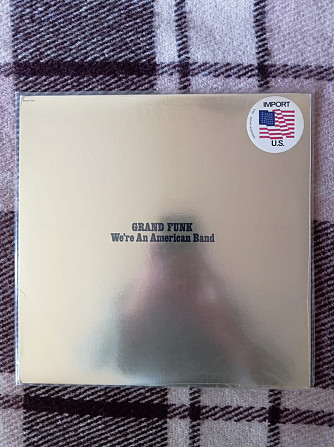 IMPORT
U.S.
GRAND FUNK
We're An American Band